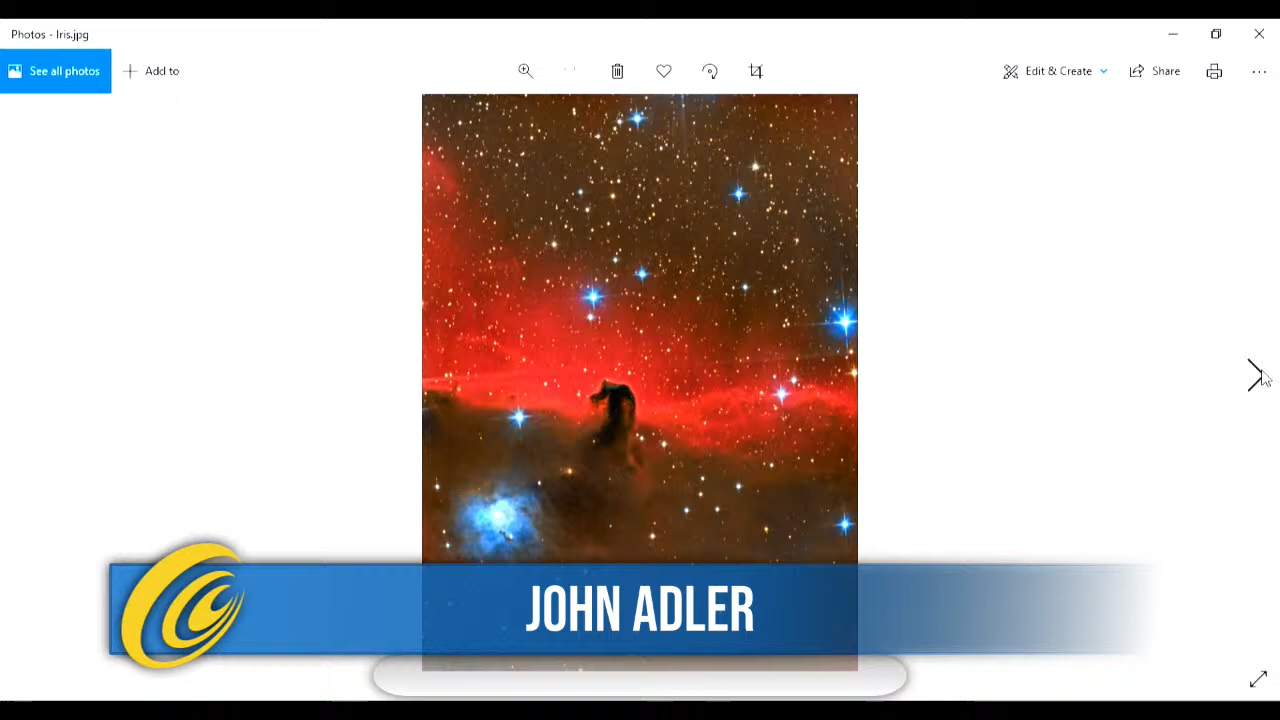 Photos - Iris.jpg
See all photos
Add to
Edit & Create
Share
JOHN ADLER